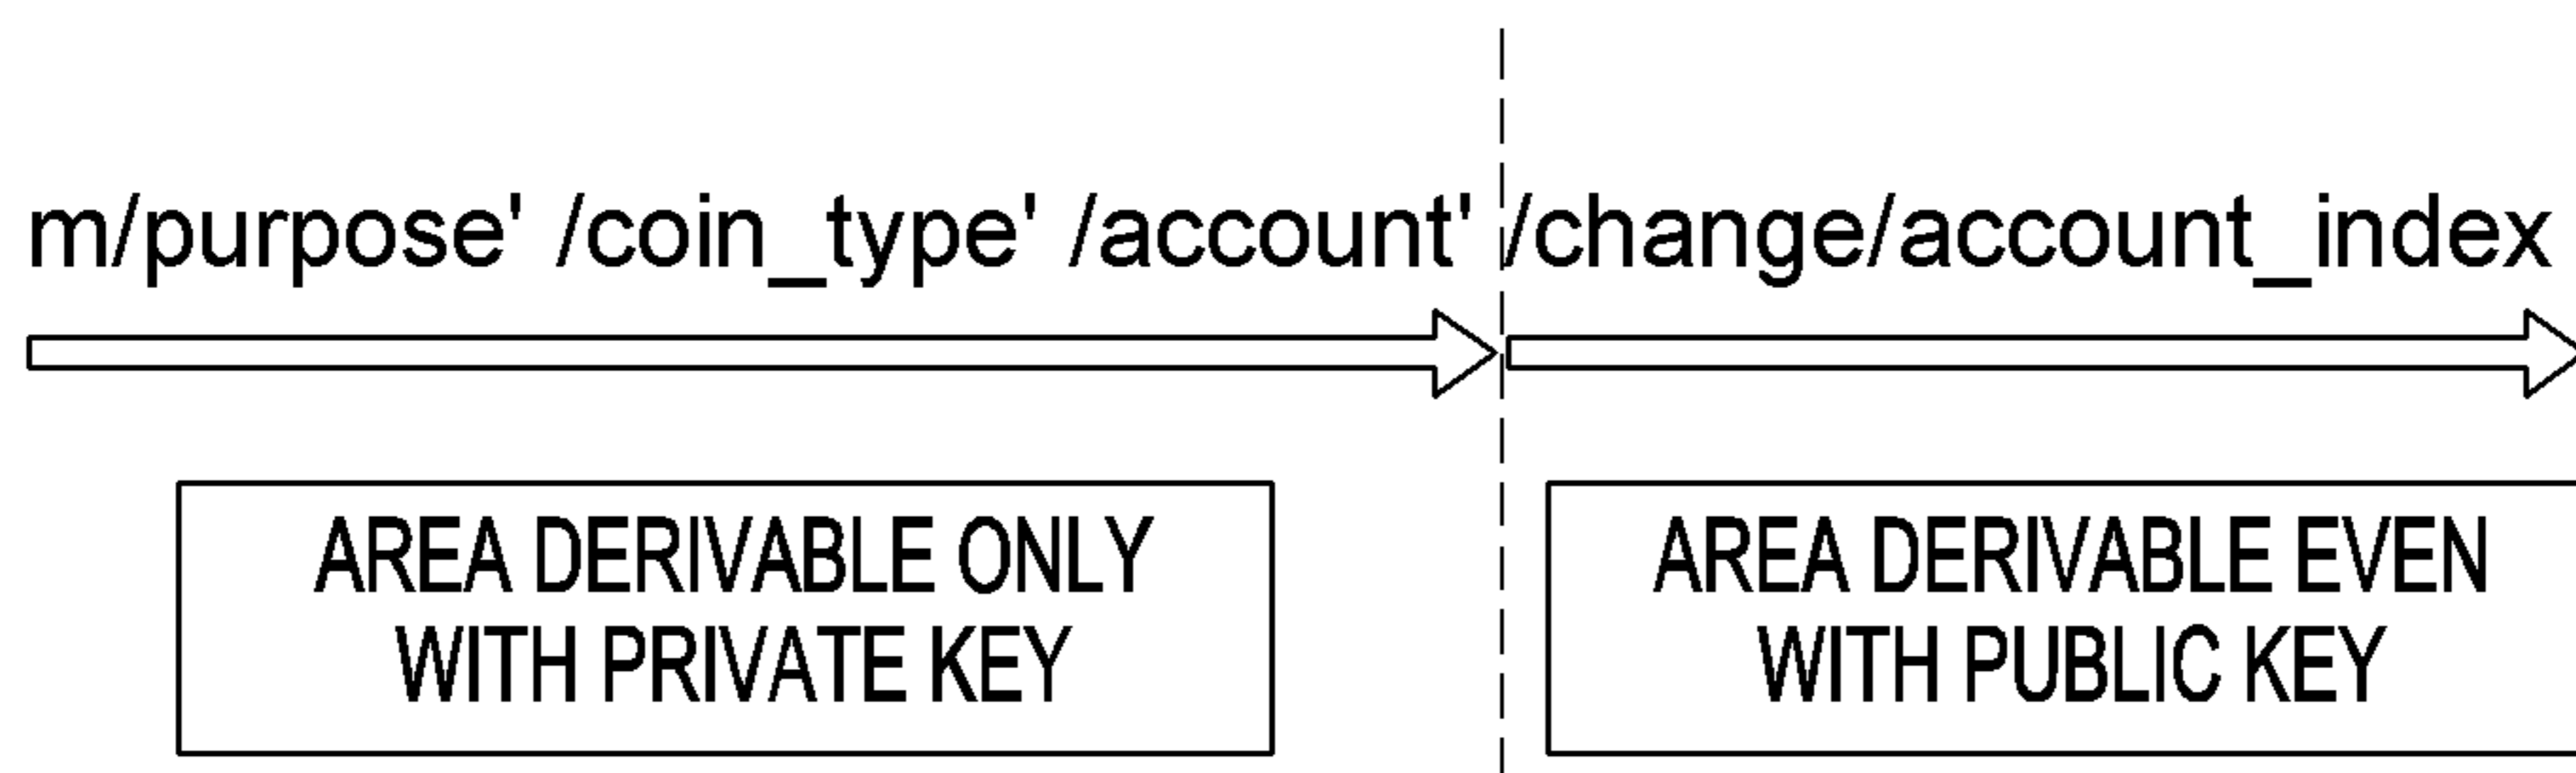 m/purpose' /coin_type' /account' /change/account_index
AREA DERIVABLE ONLY
WITH PRIVATE KEY
AREA DERIVABLE EVEN
WITH PUBLIC KEY